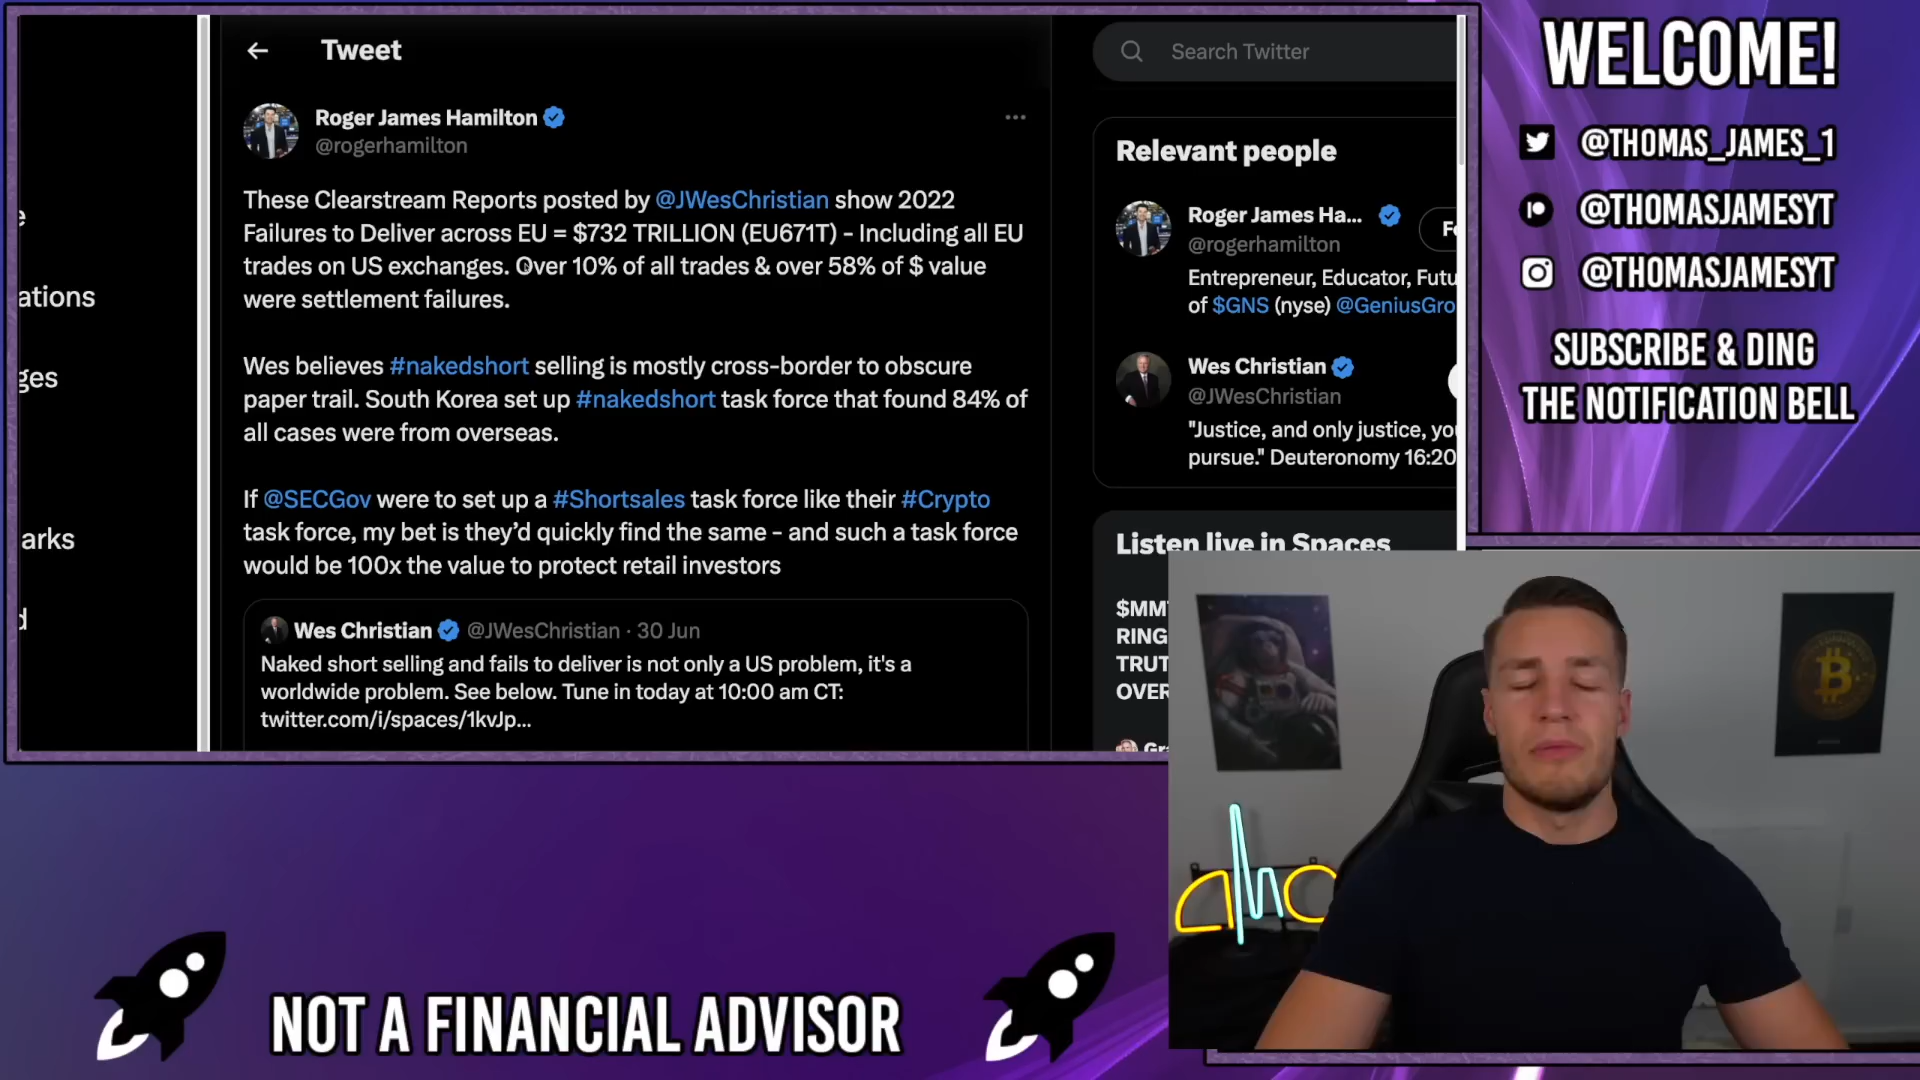 Tweet
Search Twitter
Roger James Hamilton
@rogerhamilton
These Clearstream Reports posted by @JWesChristian show 2022
Failures to Deliver across EU = $732 TRILLION (EU671T) - Including all EU
trades on US exchanges. Over 10% of all trades & over 58% of $ value
were settlement failures.
Wes believes #nakedshort selling is mostly cross-border to obscure
paper trail. South Korea set up #nakedshort task force that found 84% of
all cases were from overseas.
If @SECGov were to set up a #Shortsales task force like their #Crypto
task force, my bet is they'd quickly find the same - and such a task force
would be 100x the value to protect retail investors
Wes Christian @JWesChristian · 30 Jun
Naked short selling and fails to deliver is not only a US problem, it's a
worldwide problem. See below. Tune in today at 10:00 am CT:
twitter.com/i/spaces/1kvJp...
e
ations
ges
arks
d
Relevant people
Roger James Ha...
@rogerhamilton
Fo
Entrepreneur, Educator, Futu
of $GNS (nyse) @GeniusGro
Wes Christian
@JWesChristian
"Justice, and only justice, yo
pursue." Deuteronomy 16:20
Listen live in Spaces
$MMT
RING
TRUT
OVER
Gr
WELCOME!
@THOMAS_JAMES_1
@THOMASJAMESYT
@THOMASJAMESYT
SUBSCRIBE & DING
THE NOTIFICATION BELL
NOT A FINANCIAL ADVISOR